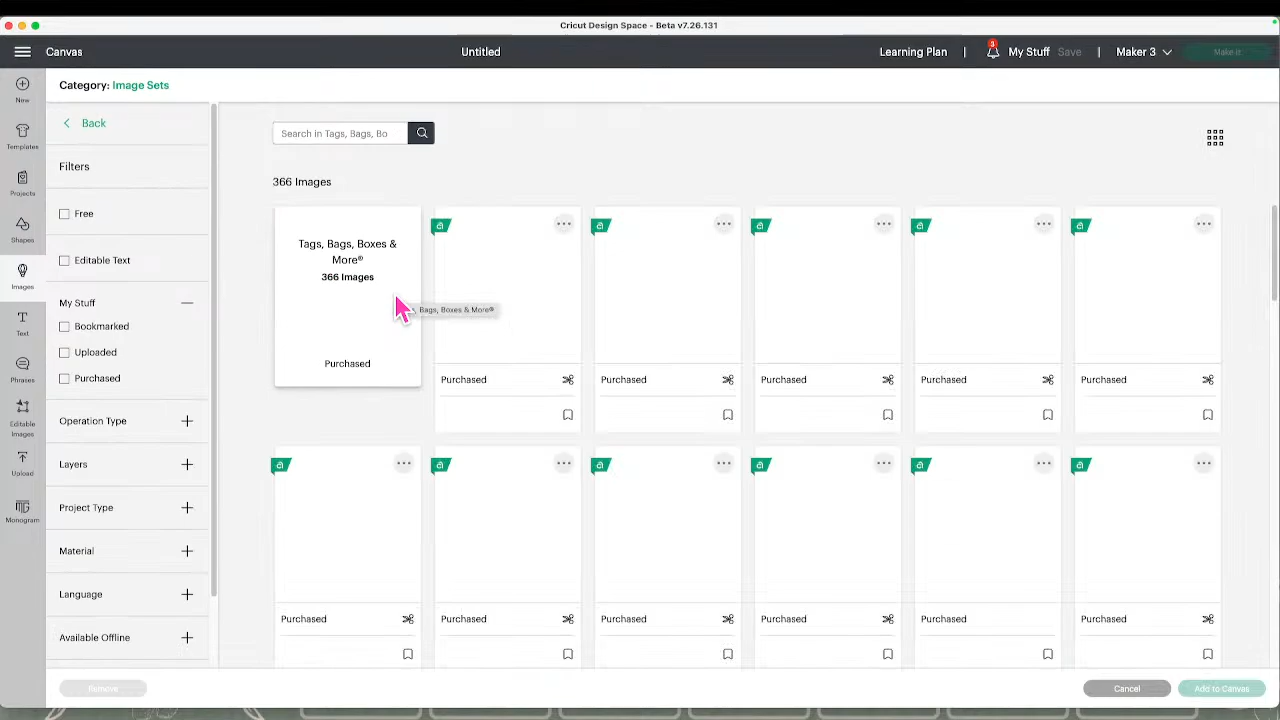 Cricut Design Space - Beta v7.26.131
Canvas
Untitled
Learning Plan
|
3
My Stuff
Save
|
Maker 3
Make It
Category: Image Sets
New
Templates
Projects
Shapes
Images
Text
Phrases
Editable
Images
Upload
Monogram
Back
Filters
Free
Editable Text
My Stuff
Bookmarked
Uploaded
Purchased
Operation Type
Layers
Project Type
Material
Language
Available Offline
Remove
Search in Tags, Bags, Bo
366 Images
Tags, Bags, Boxes &
More®
366 Images
Purchased
Bags, Boxes & More®
a a a a a
Purchased Purchased Purchased Purchased Purchased
a a a a a a
Purchased Purchased Purchased Purchased Purchased Purchased
Cancel
Add to Canvas